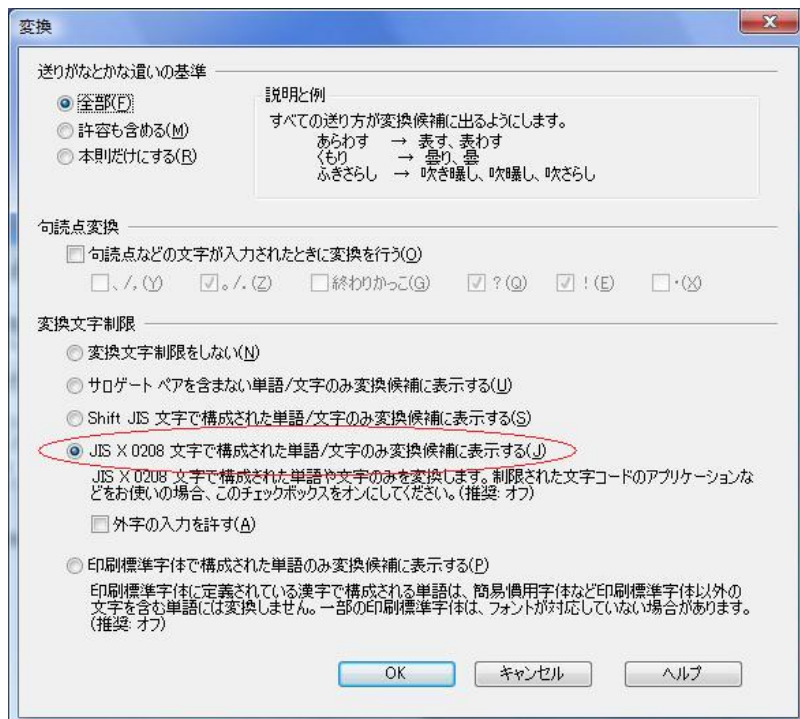 変換
送りがなとかな遣いの基準
全部(F)
許容も含める(M)
本則だけにする(R)
説明と例
すべての送り方が変換候補に出るようにします。
あらわす → 表す、表わす
くもり → 曇り、曇
ふきさらし → 吹き曝し、吹曝し、吹さらし
句読点変換
句読点などの文字が入力されたときに変換を行う(O)
、/,(Y) 。/.(Z) 終わりかっこ(G) ?(Q) !(E) ・(X)
変換文字制限
変換文字制限をしない(N)
サロゲート ペアを含まない単語/文字のみ変換候補に表示する(U)
Shift JIS 文字で構成された単語/文字のみ変換候補に表示する(S)
JIS X 0208 文字で構成された単語/文字のみ変換候補に表示する(J)
JIS X 0208 文字で構成された単語や文字のみを変換します。制限された文字コードのアプリケーションな
どをお使いの場合、このチェックボックスをオンにしてください。(推奨: オフ)
外字の入力を許す(A)
印刷標準字体で構成された単語のみ変換候補に表示する(P)
印刷標準字体に定義されている漢字で構成される単語は、簡易慣用字体など印刷標準字体以外の
文字を含む単語には変換しません。一部の印刷標準字体は、フォントが対応していない場合があります。
(推奨: オフ)
OK キャンセル ヘルプ